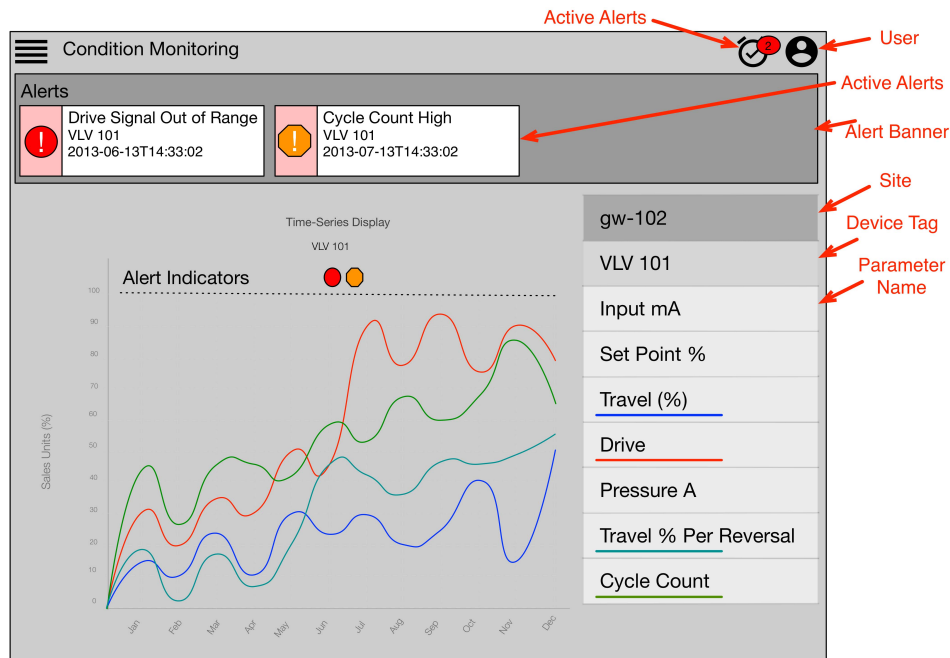 Active Alerts
User
Condition Monitoring
2
Active Alerts
Alerts
Drive Signal Out of Range
VLV 101
2013-06-13T14:33:02
!
Cycle Count High
VLV 101
2013-07-13T14:33:02
!
Alert Banner
Site
Device Tag
Parameter
Name
Time-Series Display
VLV 101
Alert Indicators
100
90
80
70
60
50
40
30
20
10
0
Sales Units (%)
Jan
Feb
Mar
Apr
May
Jun
Jul
Aug
Sep
Oct
Nov
Dec
gw-102
VLV 101
Input mA
Set Point %
Travel (%)
Drive
Pressure A
Travel % Per Reversal
Cycle Count